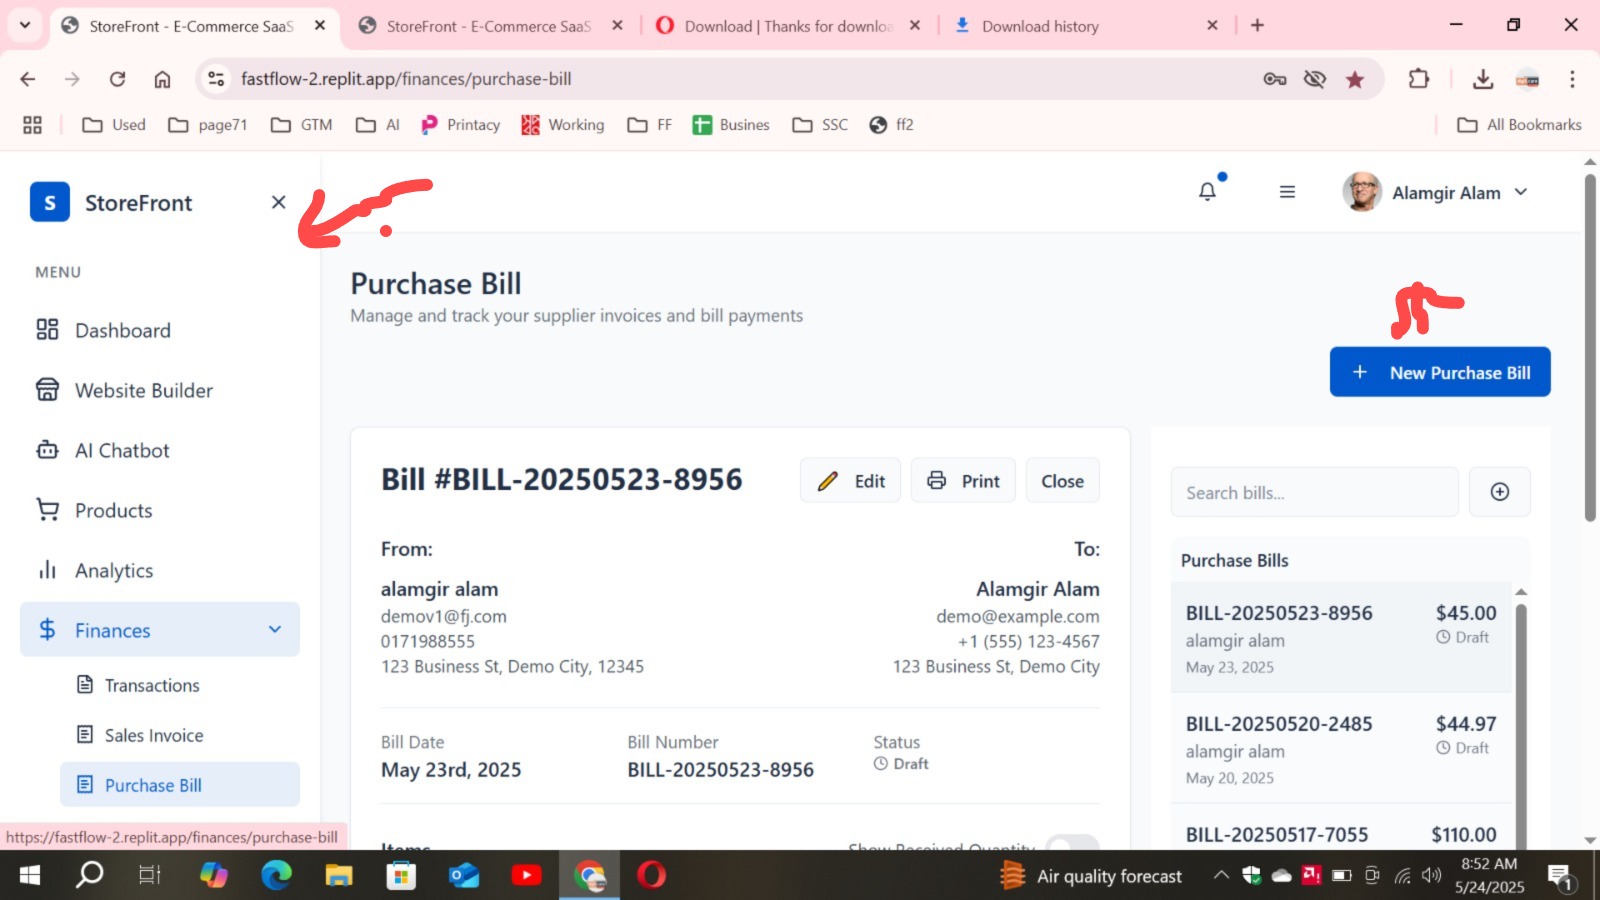 StoreFront - E-Commerce SaaS
StoreFront - E-Commerce SaaS
Download | Thanks for downlo
Download history
fastflow-2.replit.app/finances/purchase-bill
Used
page71
GTM
AI
Printacy
Working
FF
Busines
SSC
ff2
All Bookmarks
S
StoreFront
Alamgir Alam
MENU
Dashboard
Website Builder
AI Chatbot
Products
Analytics
Finances
Transactions
Sales Invoice
Purchase Bill
https://fastflow-2.replit.app/finances/purchase-bill
Purchase Bill
Manage and track your supplier invoices and bill payments
New Purchase Bill
Bill #BILL-20250523-8956
Edit
Print
Close
From:
To:
alamgir alam
Alamgir Alam
demov1@fj.com
demo@example.com
0171988555
+1 (555) 123-4567
123 Business St, Demo City, 12345
123 Business St, Demo City
Bill Date
Bill Number
Status
May 23rd, 2025
BILL-20250523-8956
Draft
Items
Show Received Quantity
Search bills...
Purchase Bills
BILL-20250523-8956
$45.00
alamgir alam
Draft
May 23, 2025
BILL-20250520-2485
$44.97
alamgir alam
Draft
May 20, 2025
BILL-20250517-7055
$110.00
Air quality forecast
8:52 AM
5/24/2025
1